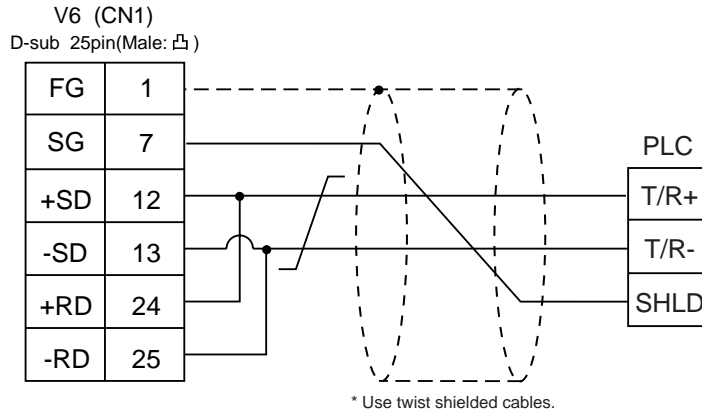 V6 (CN1)
D-sub 25pin(Male: 凸)
FG 1
SG 7
+SD 12
-SD 13
+RD 24
-RD 25
PLC
T/R+
T/R-
SHLD
* Use twist shielded cables.